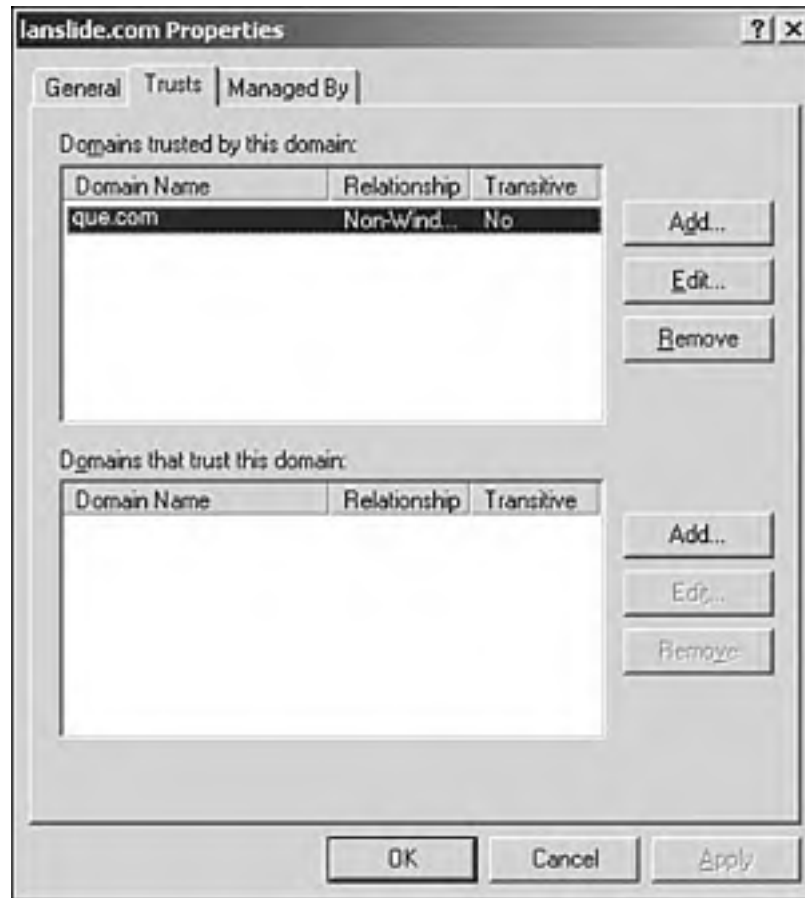 lanslide.com Properties
? ×
General Trusts Managed By
Domains trusted by this domain:
Domain Name Relationship Transitive
que.com Non-Wind... No
Add...
Edit...
Remove
Domains that trust this domain:
Domain Name Relationship Transitive
Add...
Edit...
Remove
OK Cancel Apply